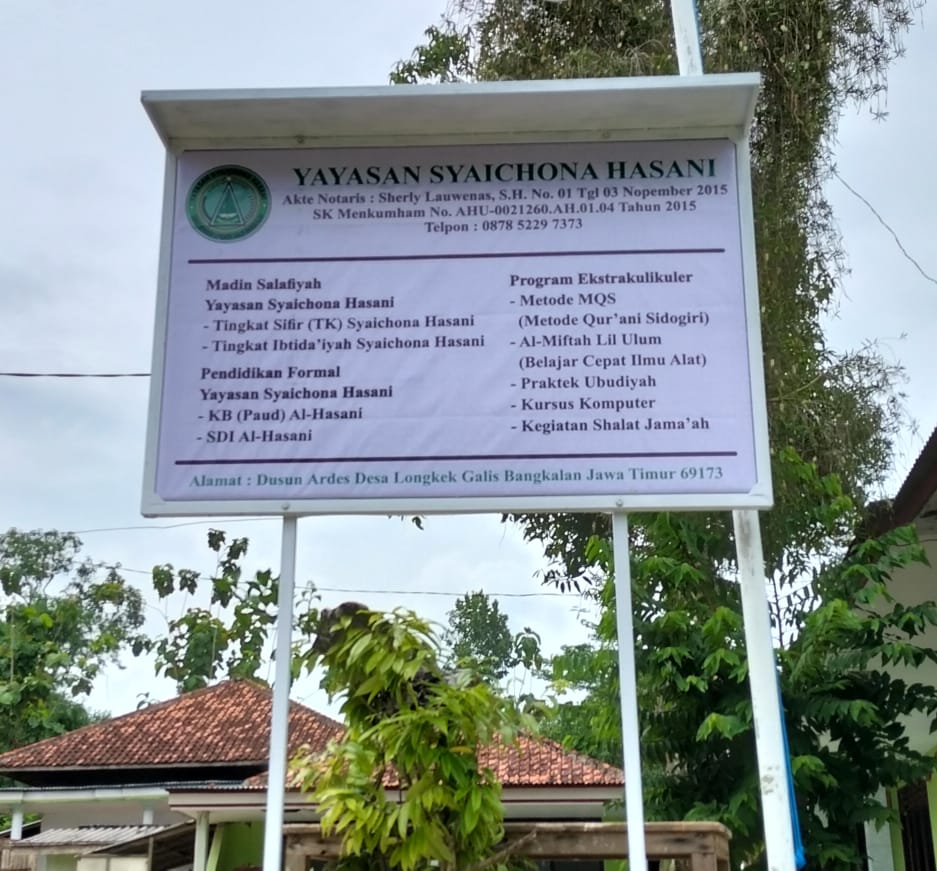 YAYASAN SYAICHONA HASANI
Akte Notaris : Sherly Lauwenas, S.H. No. 01 Tgl 03 Nopember 2015
SK Menkumham No. AHU-0021260.AH.01.04 Tahun 2015
Telpon : 0878 5229 7373
Madin Salafiyah
Yayasan Syaichona Hasani
- Tingkat Sifir (TK) Syaichona Hasani
- Tingkat Ibtida'iyah Syaichona Hasani
Pendidikan Formal
Yayasan Syaichona Hasani
- KB (Paud) Al-Hasani
- SDI Al-Hasani
Program Ekstrakulikuler
- Metode MQS
(Metode Qur'ani Sidogiri)
- Al-Miftah Lil Ulum
(Belajar Cepat Ilmu Alat)
- Praktek Ubudiyah
- Kursus Komputer
- Kegiatan Shalat Jama'ah
Alamat : Dusun Ardes Desa Longkek Galis Bangkalan Jawa Timur 69173